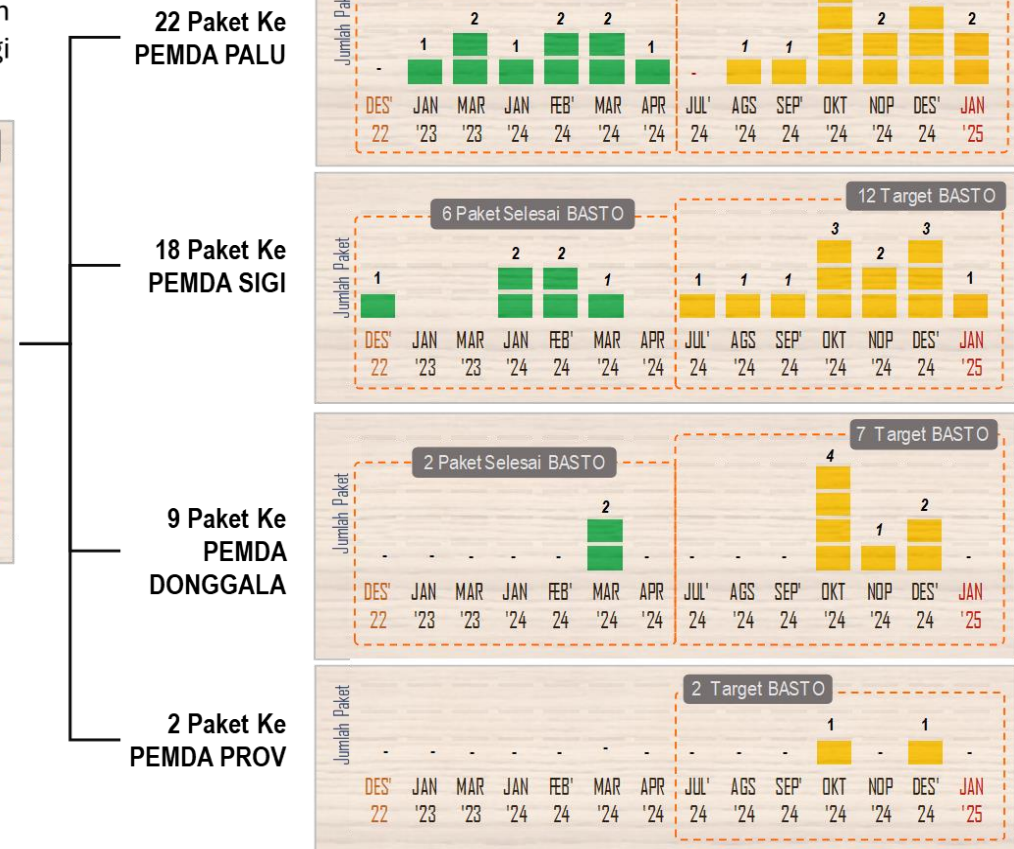 22 Paket Ke
PEMDA PALU
2 2 2
1 1 1 1 1 2 2
- -
DES' JAN MAR JAN FEB' MAR APR JUL' AGS SEP' OKT NOP DES' JAN
22 '23 '23 '24 24 '24 '24 24 '24 24 '24 '24 24 '25
18 Paket Ke
PEMDA SIGI
12 Target BASTO
6 Paket Selesai BASTO
Jumlah Paket
1 2 2 1 1 1 1 3 2 3 1
DES' JAN MAR JAN FEB' MAR APR JUL' AGS SEP' OKT NOP DES' JAN
22 '23 '23 '24 24 '24 '24 24 '24 24 '24 '24 24 '25
9 Paket Ke
PEMDA
DONGGALA
7 Target BASTO
2 Paket Selesai BASTO
Jumlah Paket
- - - - - 2 - - - - 4 1 2 -
DES' JAN MAR JAN FEB' MAR APR JUL' AGS SEP' OKT NOP DES' JAN
22 '23 '23 '24 24 '24 '24 24 '24 24 '24 '24 24 '25
2 Paket Ke
PEMDA PROV
2 Target BASTO
Jumlah Paket
- - - - - - - - - - 1 - 1 -
DES' JAN MAR JAN FEB' MAR APR JUL' AGS SEP' OKT NOP DES' JAN
22 '23 '23 '24 24 '24 '24 24 '24 24 '24 '24 24 '25